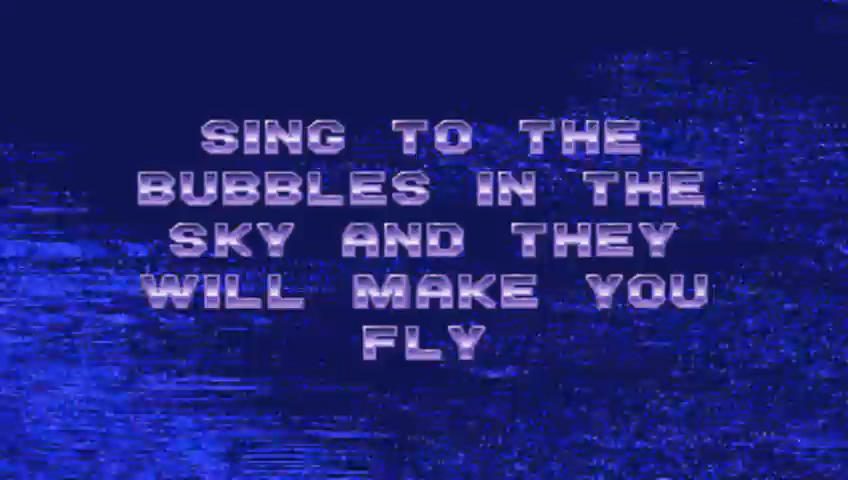 SING TO THE
BUBBLES IN THE
SKY AND THEY
WILL MAKE YOU
FLY